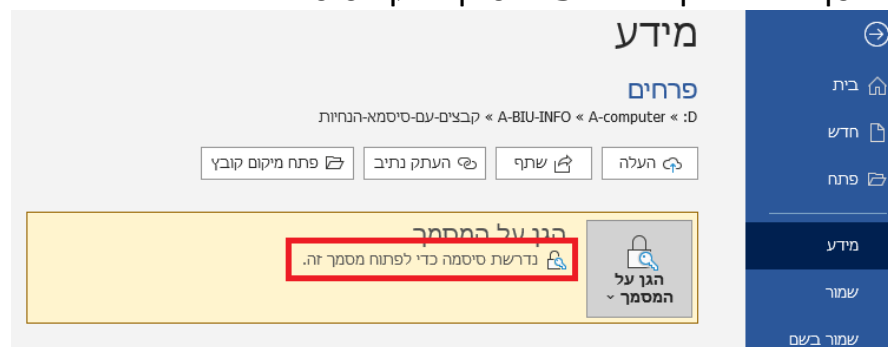 מידע
פרחים
D: » A-computer » A-BIU-INFO » קבצים-עם-סיסמא-הנחיות
העלה
שתף
העתק נתיב
פתח מיקום קובץ
הגן על המסמך
נדרשת סיסמה כדי לפתוח מסמך זה.
הגן על
המסמך
בית
חדש
פתח
מידע
שמור
שמור בשם